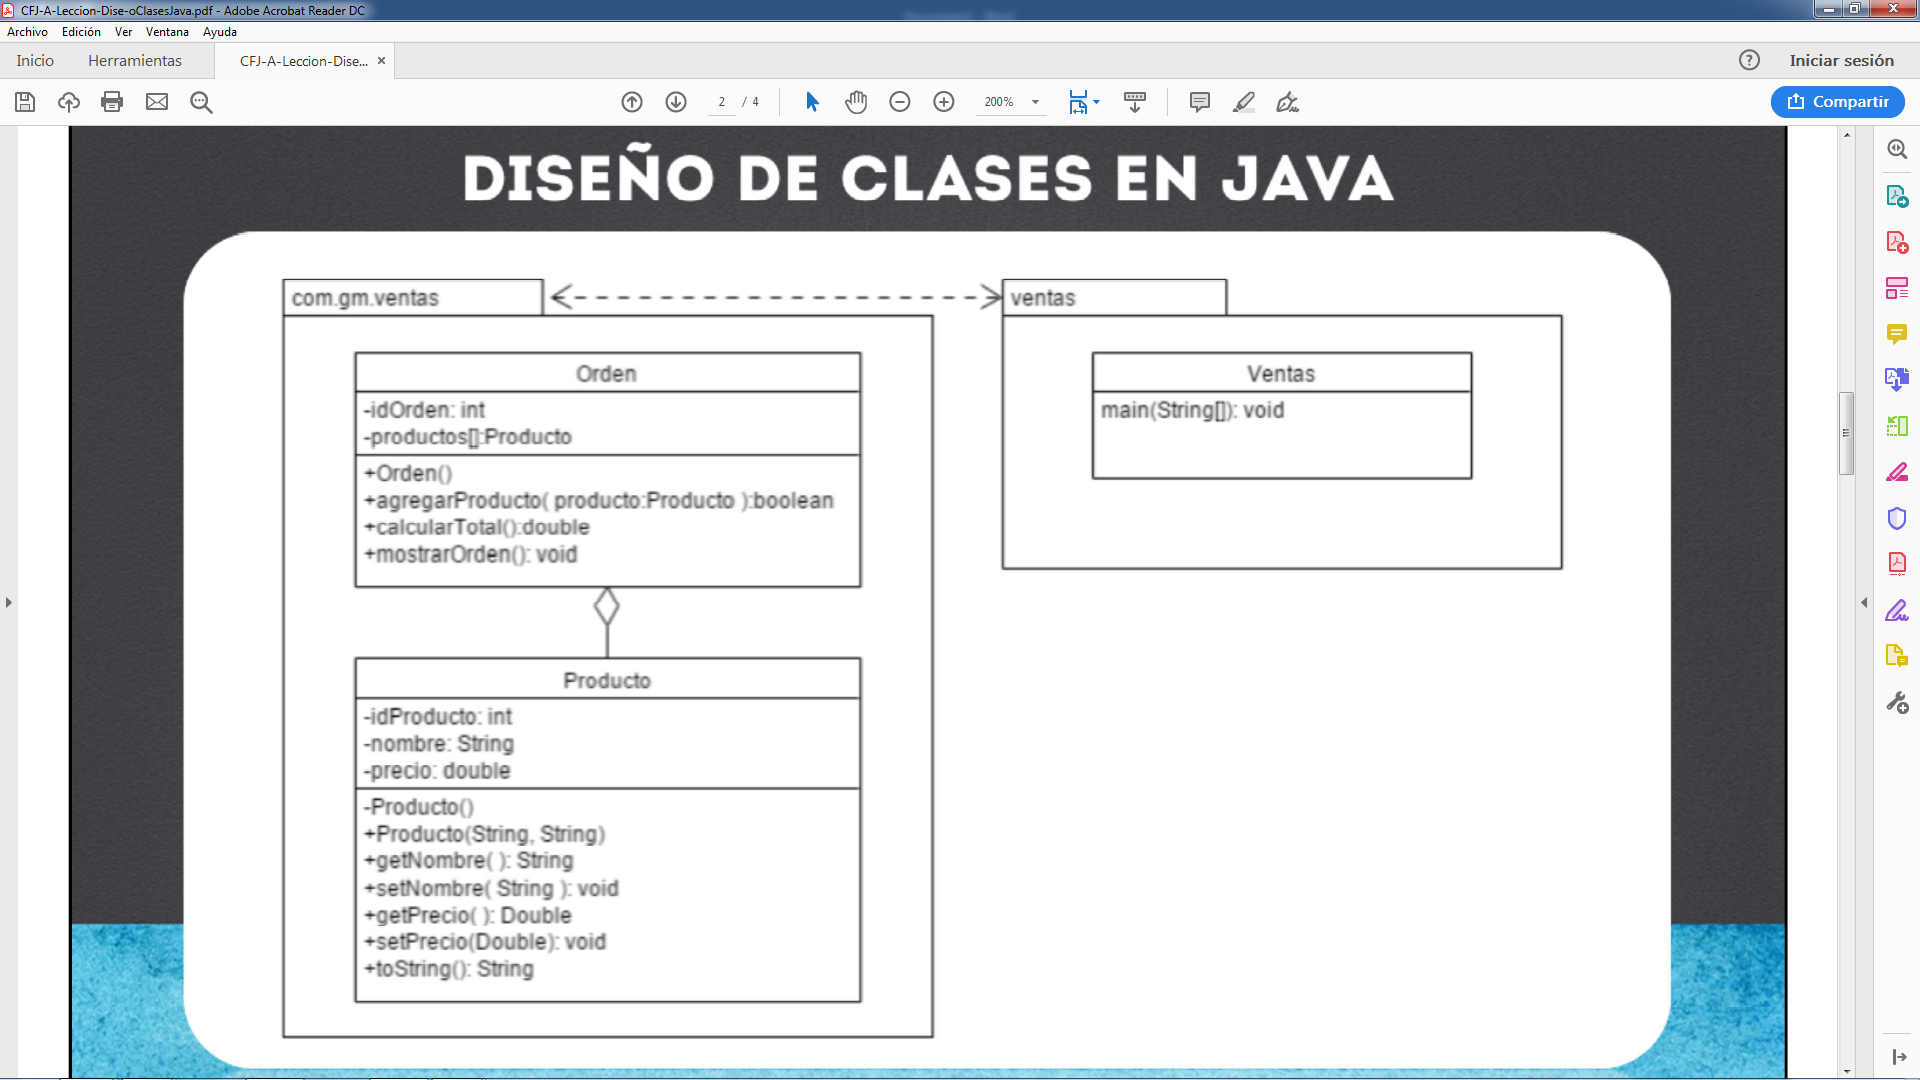 CFJ-A-Leccion-Dise-oClasesJava.pdf - Adobe Acrobat Reader DC
Archivo Edición Ver Ventana Ayuda
Inicio Herramientas CFJ-A-Leccion-Dise... × Iniciar sesión
2 / 4 200% Compartir
DISEÑO DE CLASES EN JAVA
com.gm.ventas
Orden
-idOrden: int
-productos[]:Producto
+Orden()
+agregarProducto( producto:Producto ):boolean
+calcularTotal():double
+mostrarOrden(): void
Producto
-idProducto: int
-nombre: String
-precio: double
-Producto()
+Producto(String, String)
+getNombre( ): String
+setNombre( String ): void
+getPrecio( ): Double
+setPrecio(Double): void
+toString(): String
ventas
Ventas
main(String[]): void